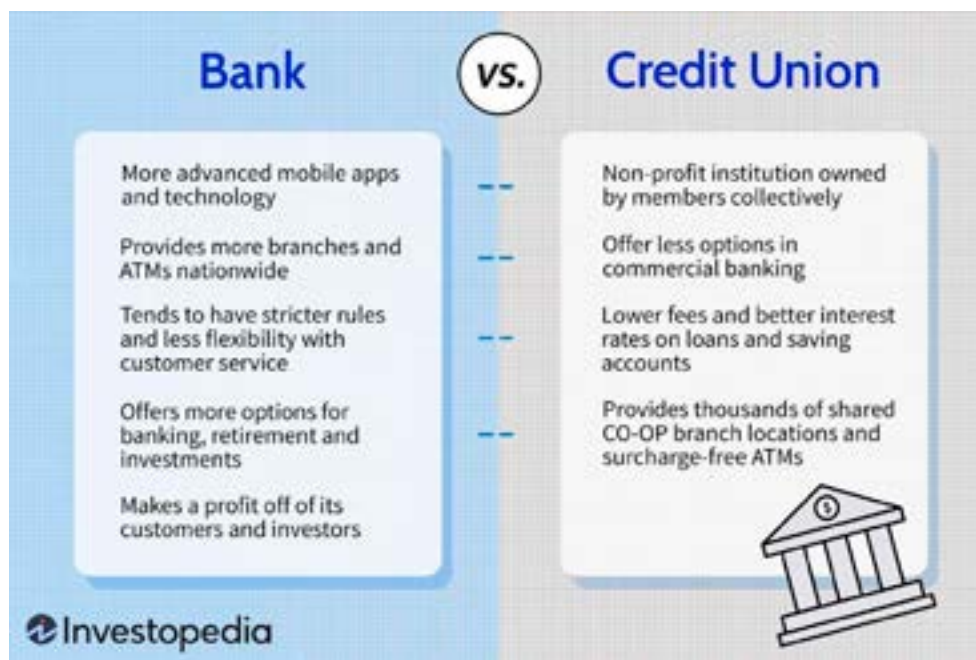 Bank
VS.
Credit Union
More advanced mobile apps
and technology
Provides more branches and
ATMs nationwide
Tends to have stricter rules
and less flexibility with
customer service
Offers more options for
banking, retirement and
investments
Makes a profit off of its
customers and investors
Non-profit institution owned
by members collectively
Offer less options in
commercial banking
Lower fees and better interest
rates on loans and saving
accounts
Provides thousands of shared
CO-OP branch locations and
surcharge-free ATMs
$
Investopedia